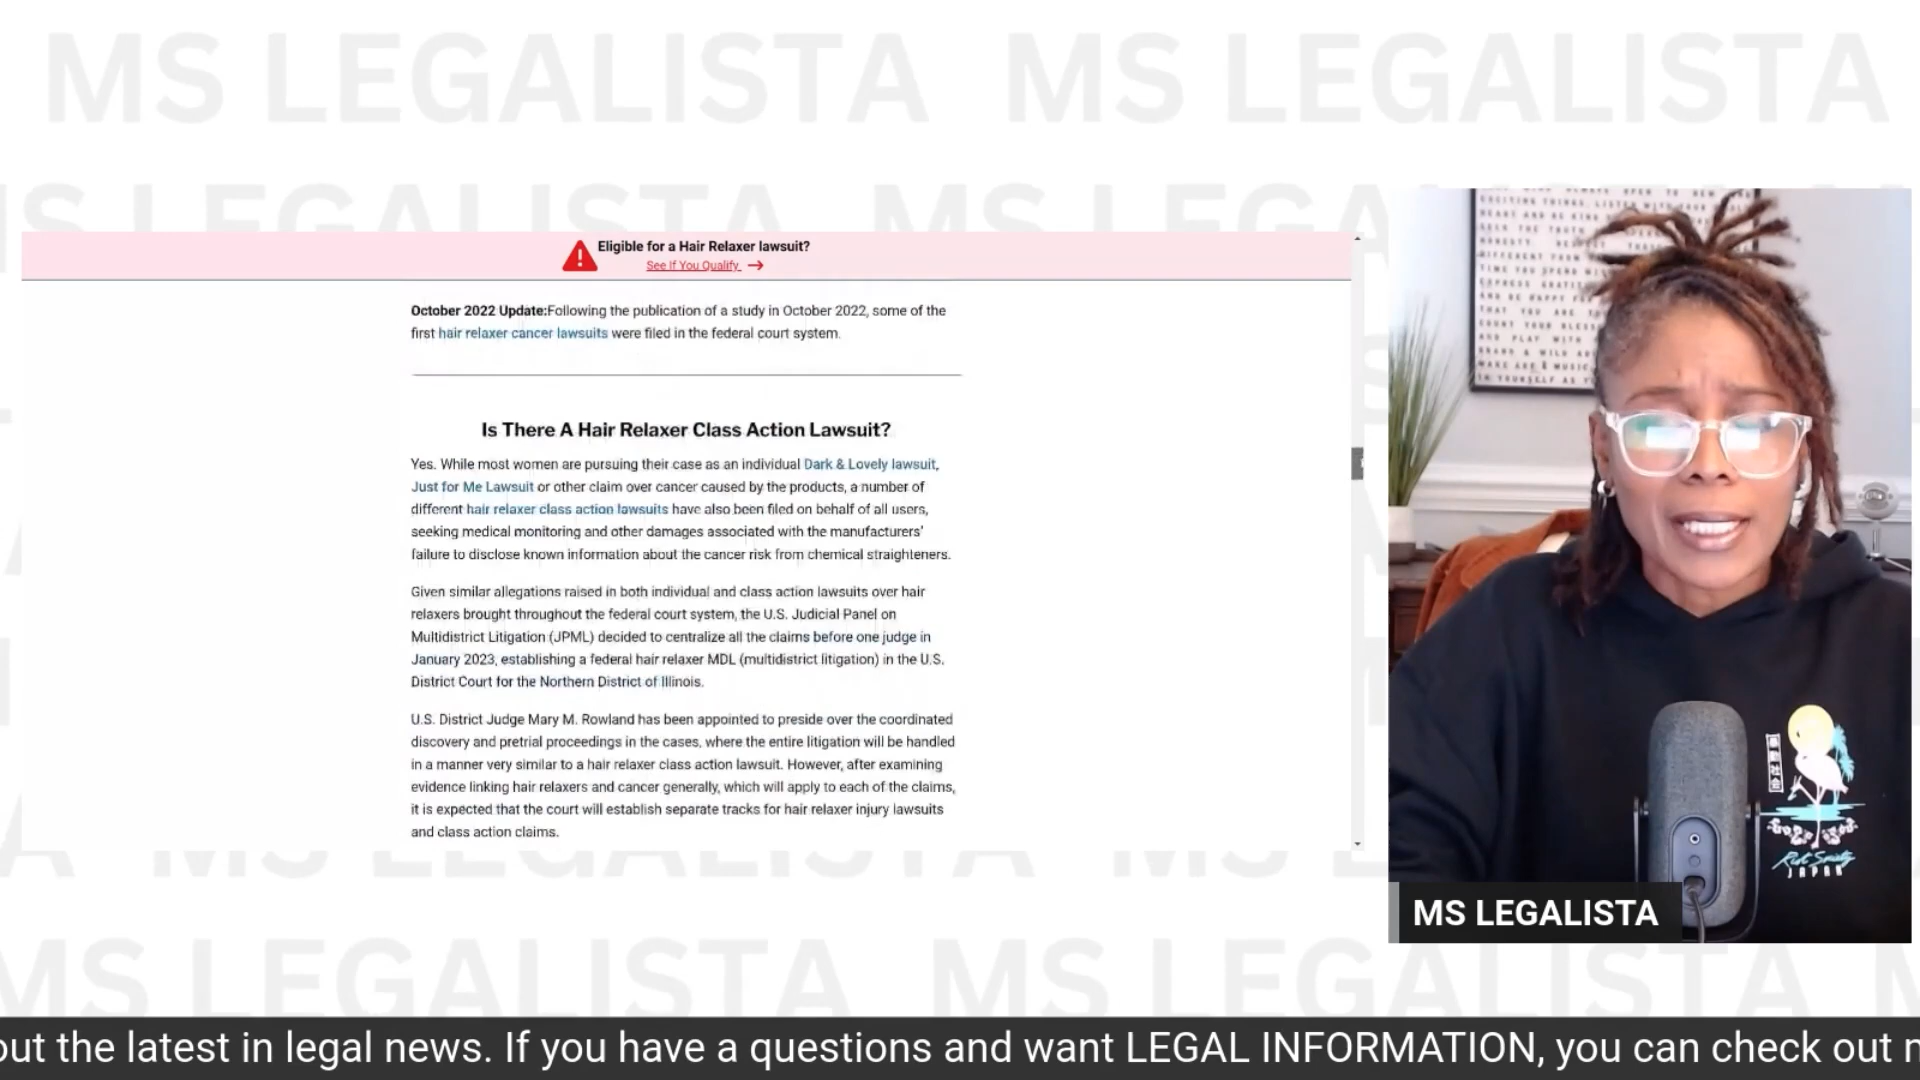 MS LEGALISTA MS LEGALISTA
MS LEGALISTA MS LEGA
Eligible for a Hair Relaxer lawsuit?
See If You Qualify →
October 2022 Update:Following the publication of a study in October 2022, some of the
first hair relaxer cancer lawsuits were filed in the federal court system.
Is There A Hair Relaxer Class Action Lawsuit?
Yes. While most women are pursuing their case as an individual Dark & Lovely lawsuit,
Just for Me Lawsuit or other claim over cancer caused by the products, a number of
different hair relaxer class action lawsuits have also been filed on behalf of all users,
seeking medical monitoring and other damages associated with the manufacturers'
failure to disclose known information about the cancer risk from chemical straighteners.
Given similar allegations raised in both individual and class action lawsuits over hair
relaxers brought throughout the federal court system, the U.S. Judicial Panel on
Multidistrict Litigation (JPML) decided to centralize all the claims before one judge in
January 2023, establishing a federal hair relaxer MDL (multidistrict litigation) in the U.S.
District Court for the Northern District of Illinois.
U.S. District Judge Mary M. Rowland has been appointed to preside over the coordinated
discovery and pretrial proceedings in the cases, where the entire litigation will be handled
in a manner very similar to a hair relaxer class action lawsuit. However, after examining
evidence linking hair relaxers and cancer generally, which will apply to each of the claims,
it is expected that the court will establish separate tracks for hair relaxer injury lawsuits
and class action claims.
JAPAN
MS LEGALISTA
MS LEGALISTA MS LEGALISTA
out the latest in legal news. If you have a questions and want LEGAL INFORMATION, you can check out